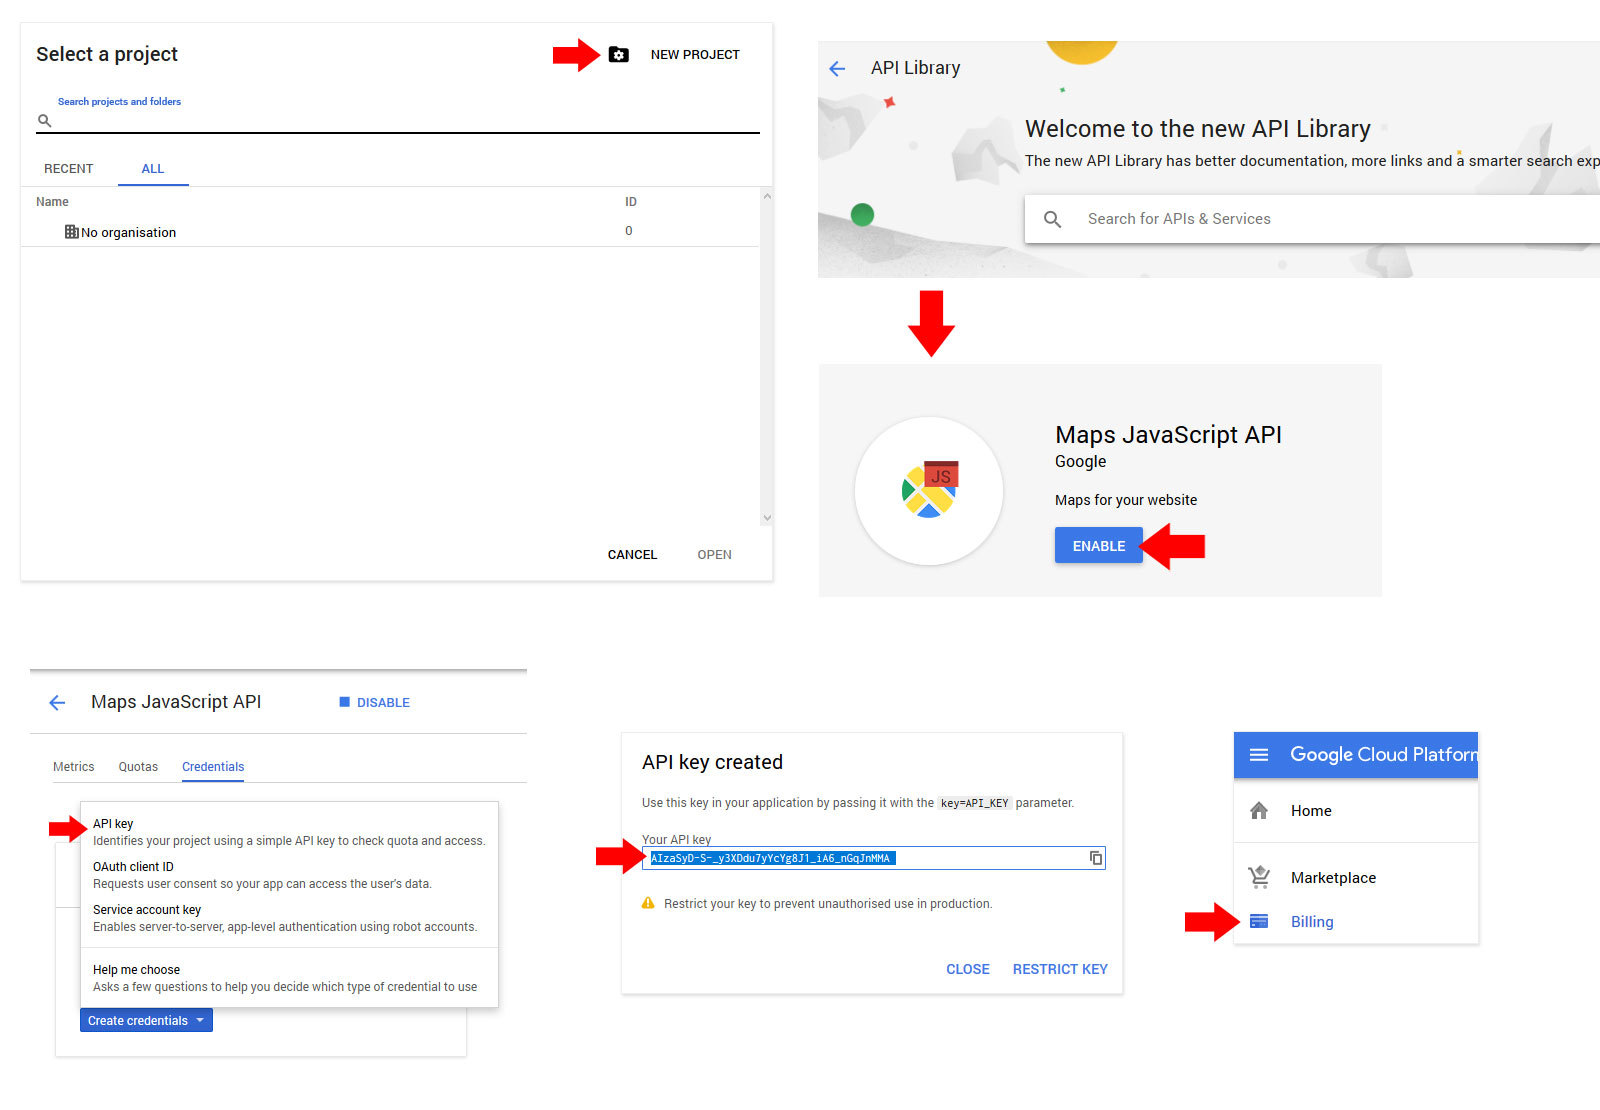 Select a project
NEW PROJECT
Search projects and folders
RECENT ALL
Name ID
No organisation 0
CANCEL OPEN
API Library
Welcome to the new API Library
The new API Library has better documentation, more links and a smarter search exp
Search for APIs & Services
JS
Maps JavaScript API
Google
Maps for your website
ENABLE
Maps JavaScript API
DISABLE
Metrics Quotas Credentials
API key
Identifies your project using a simple API key to check quota and access.
OAuth client ID
Requests user consent so your app can access the user's data.
Service account key
Enables server-to-server, app-level authentication using robot accounts.
Help me choose
Asks a few questions to help you decide which type of credential to use
Create credentials
API key created
Use this key in your application by passing it with the key=API_KEY parameter.
Your API key
AIzaSyD-S-_y3XDdu7yYcYg8J1_iA6_nGqJnMMA
Restrict your key to prevent unauthorised use in production.
CLOSE RESTRICT KEY
Google Cloud Platform
Home
Marketplace
Billing